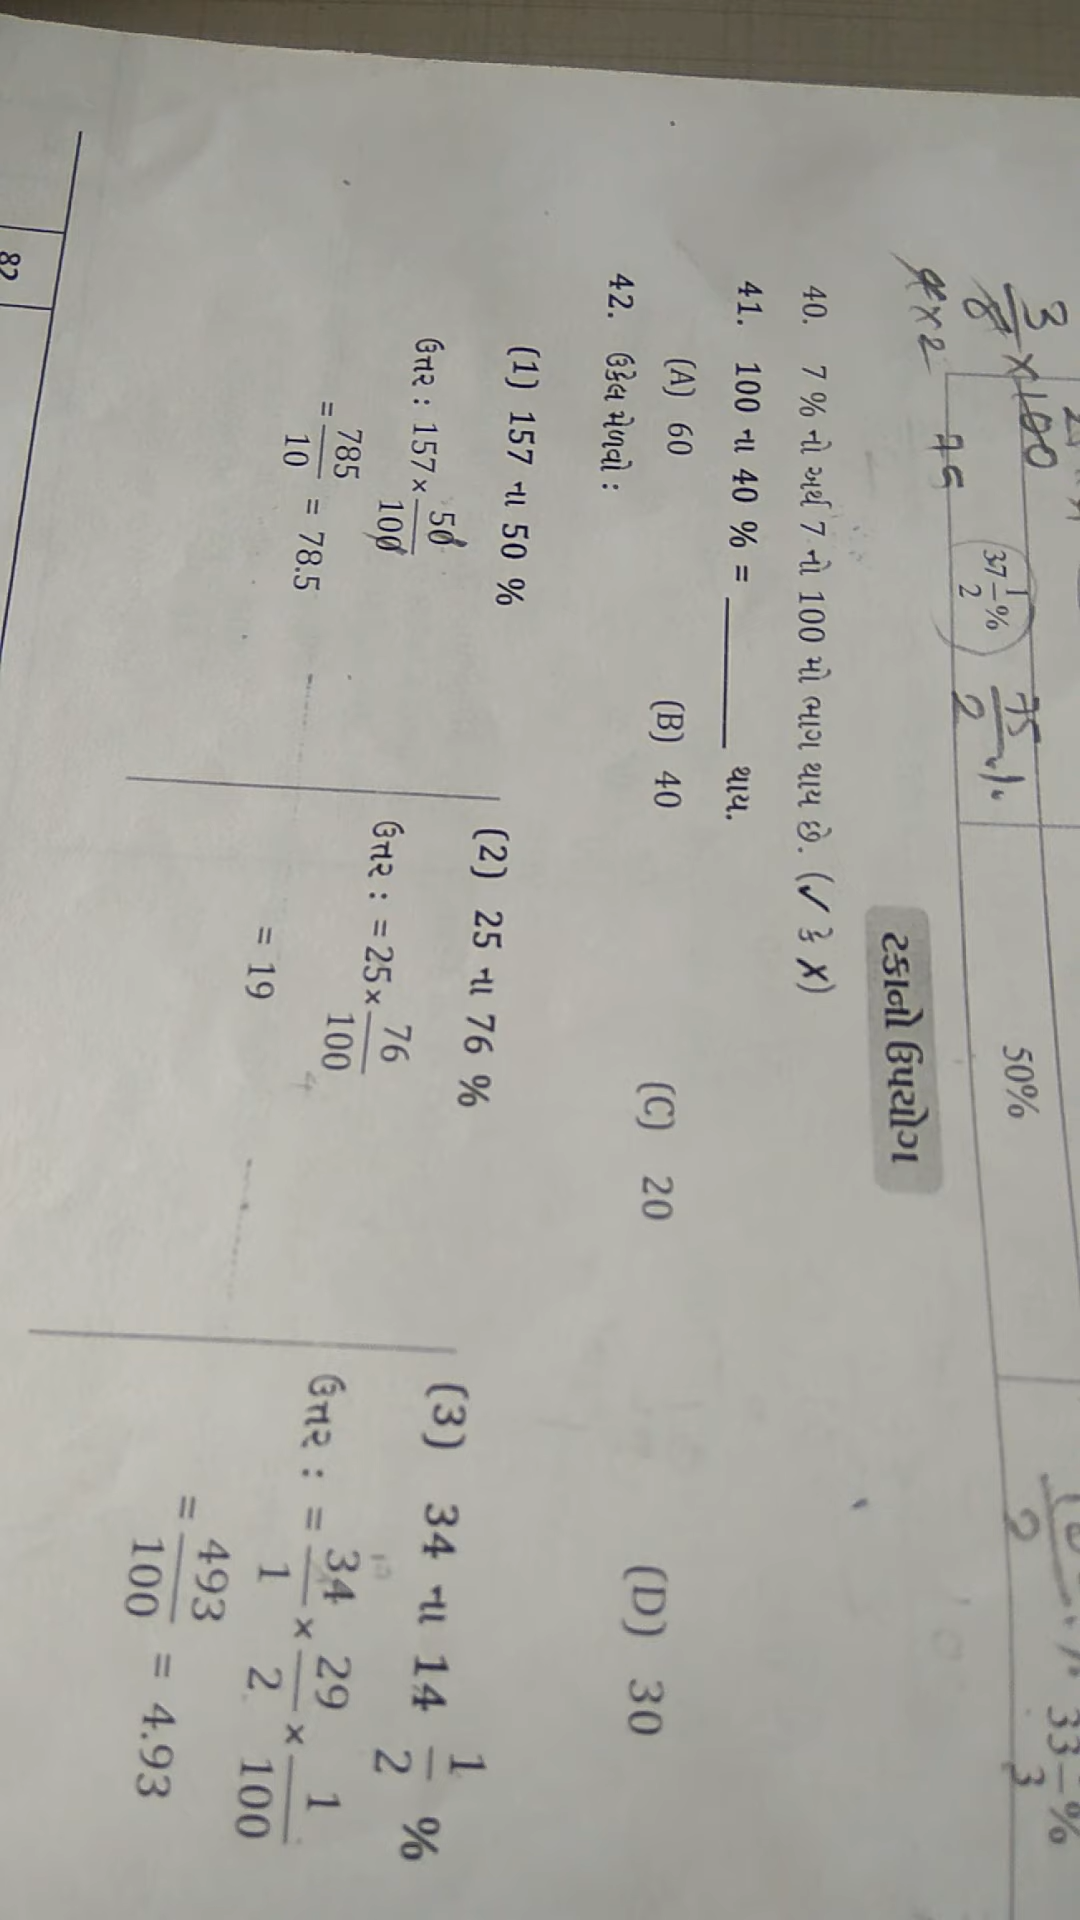 3/8 × 100
4 × 2
75
37 1/2 %
75/2 %
50%
33 1/3 %
ટકાનો ઉપયોગ
40. 7 % નો અર્થ 7 નો 100 મો ભાગ થાય છે. (✓ કે X)
41. 100 ના 40 % = ________ થાય.
(A) 60 (B) 40 (C) 20 (D) 30
42. ઉકેલ મેળવો :
(1) 157 ના 50 %
ઉત્તર : 157 × 50/100
= 785/10 = 78.5
(2) 25 ના 76 %
ઉત્તર : = 25 × 76/100
= 19
(3) 34 ના 14 1/2 %
ઉત્તર : = 34/1 × 29/2 × 1/100
= 493/100 = 4.93
82